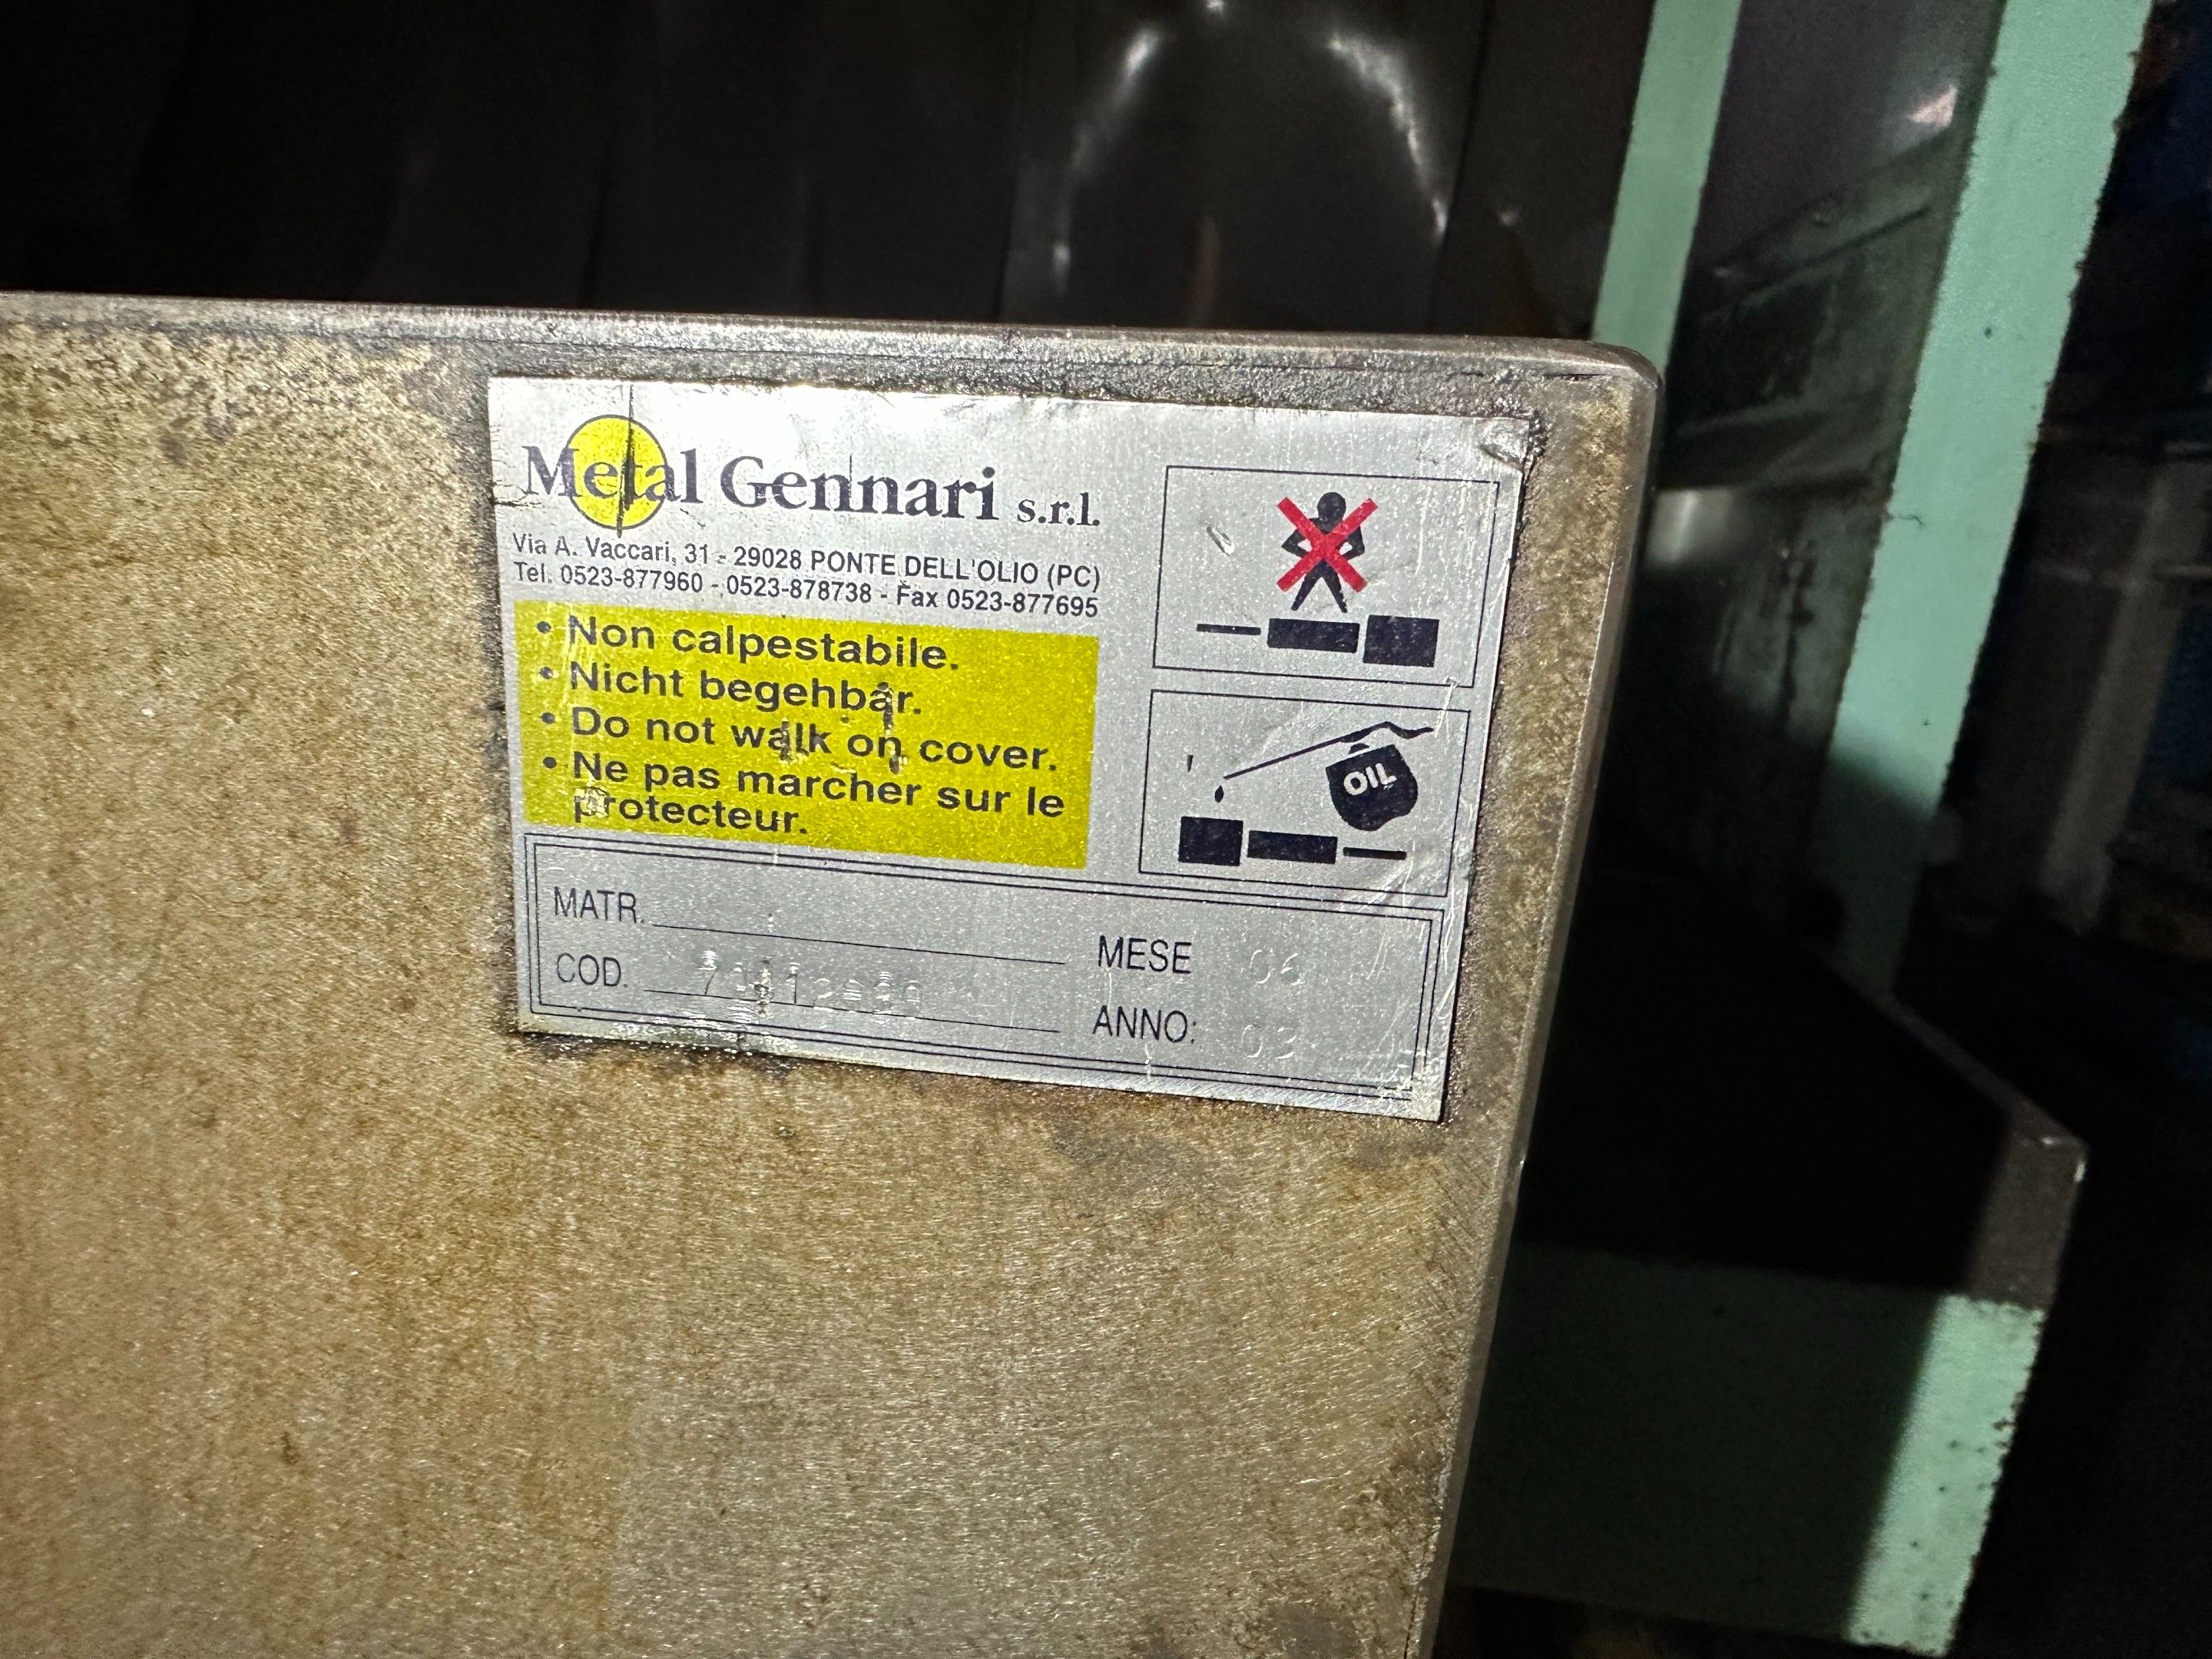 Metal Gennari s.r.l.
Via A. Vaccari, 31 - 29028 PONTE DELL'OLIO (PC)
Tel. 0523-877960 - 0523-878738 - Fax 0523-877695
• Non calpestabile.
• Nicht begehbar.
• Do not walk on cover.
• Ne pas marcher sur le
protecteur.
OIL
MATR.
COD.
MESE 06
ANNO: 02